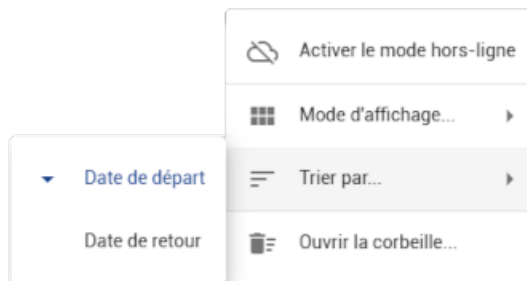 Activer le mode hors-ligne
Mode d'affichage...
Trier par...
Ouvrir la corbeille...
Date de départ
Date de retour